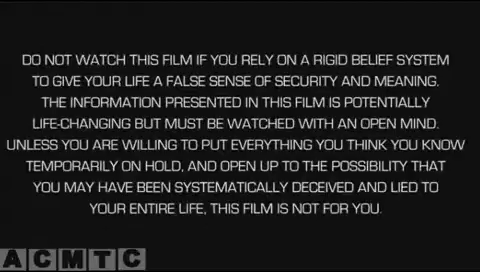 DO NOT WATCH THIS FILM IF YOU RELY ON A RIGID BELIEF SYSTEM
TO GIVE YOUR LIFE A FALSE SENSE OF SECURITY AND MEANING.
THE INFORMATION PRESENTED IN THIS FILM IS POTENTIALLY
LIFE-CHANGING BUT MUST BE WATCHED WITH AN OPEN MIND.
UNLESS YOU ARE WILLING TO PUT EVERYTHING YOU THINK YOU KNOW
TEMPORARILY ON HOLD, AND OPEN UP TO THE POSSIBILITY THAT
YOU MAY HAVE BEEN SYSTEMATICALLY DECEIVED AND LIED TO
YOUR ENTIRE LIFE, THIS FILM IS NOT FOR YOU.
ACMTC